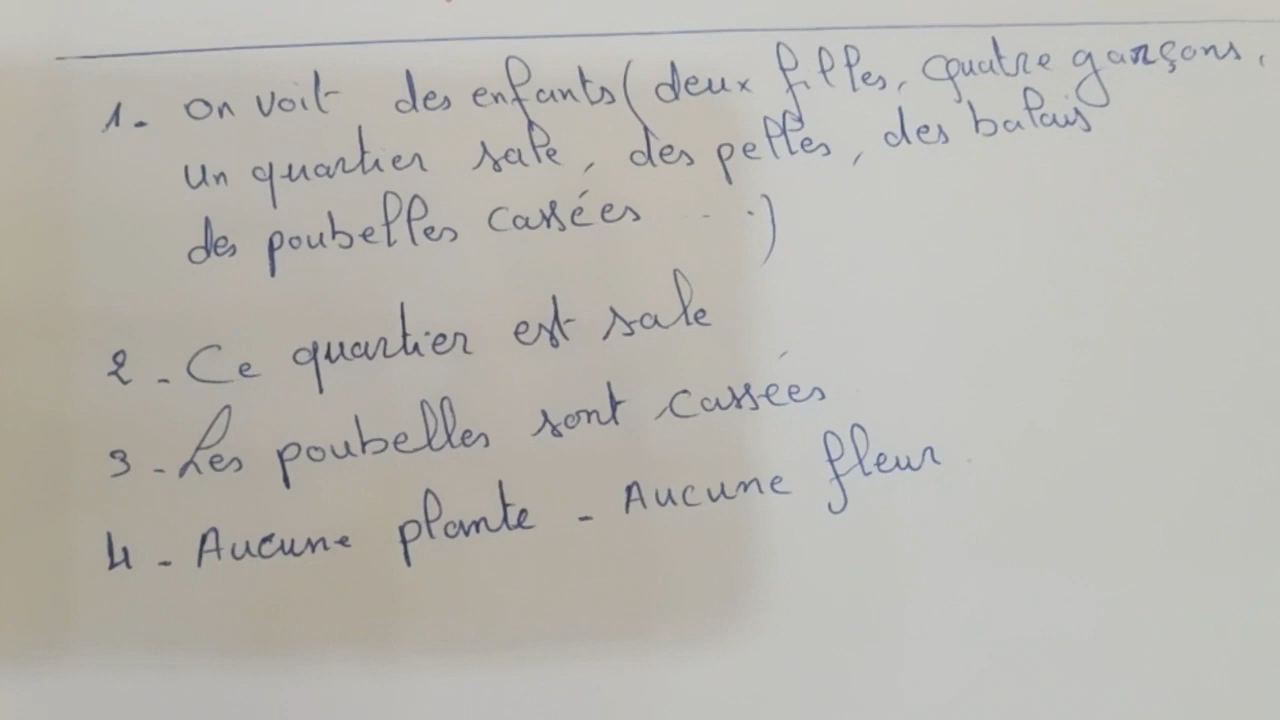 1. On voit des enfants (deux filles, quatre garçons,
un quartier sale, des pelles, des balais
des poubelles cassées ...)
2. Ce quartier est sale
3. Les poubelles sont cassées
4. Aucune plante - Aucune fleur